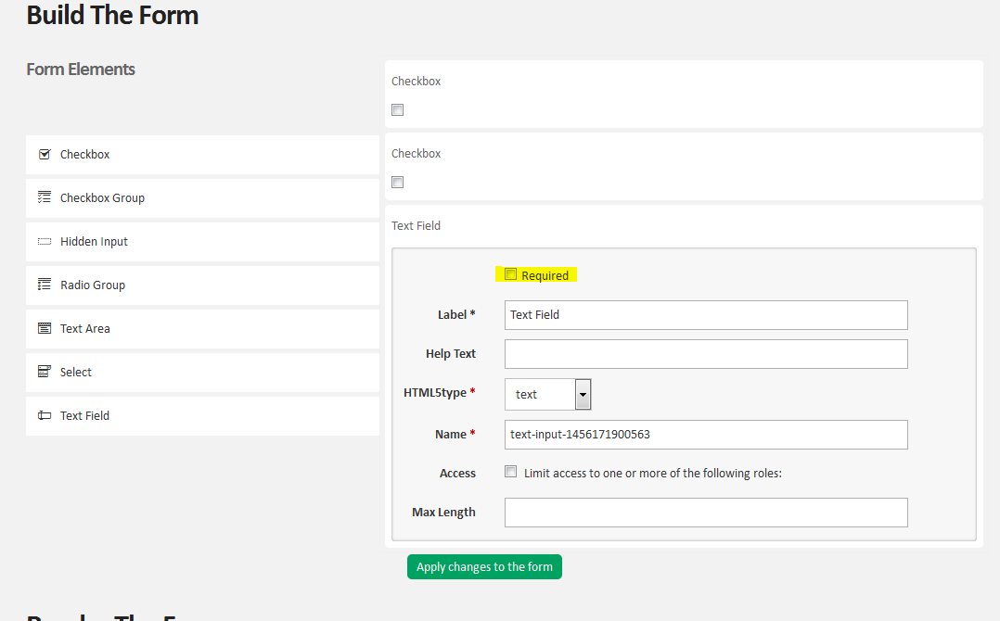 Build The Form
Form Elements
Checkbox
Checkbox Group
Hidden Input
Radio Group
Text Area
Select
Text Field
Checkbox
Checkbox
Text Field
Required
Label * Text Field
Help Text
HTML5type * text
Name * text-input-1456171900563
Access Limit access to one or more of the following roles:
Max Length
Apply changes to the form